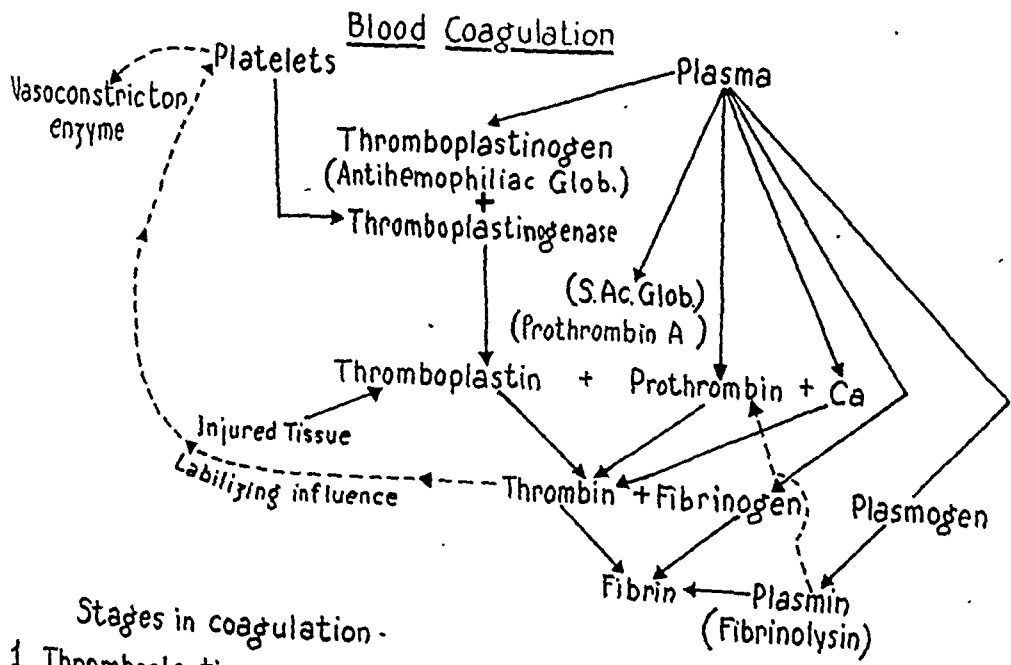 Blood Coagulation
Platelets
Plasma
Vasoconstrictor
enzyme
Thromboplastinogen
(Antihemophiliac Glob.)
+
Thromboplastinogenase
(S.Ac.Glob.)
(Prothrombin A )
Thromboplastin + Prothrombin + Ca
Injured Tissue
Labilizing influence
Thrombin + Fibrinogen
Plasmogen
Fibrin
Plasmin
(Fibrinolysin)
Stages in coagulation.